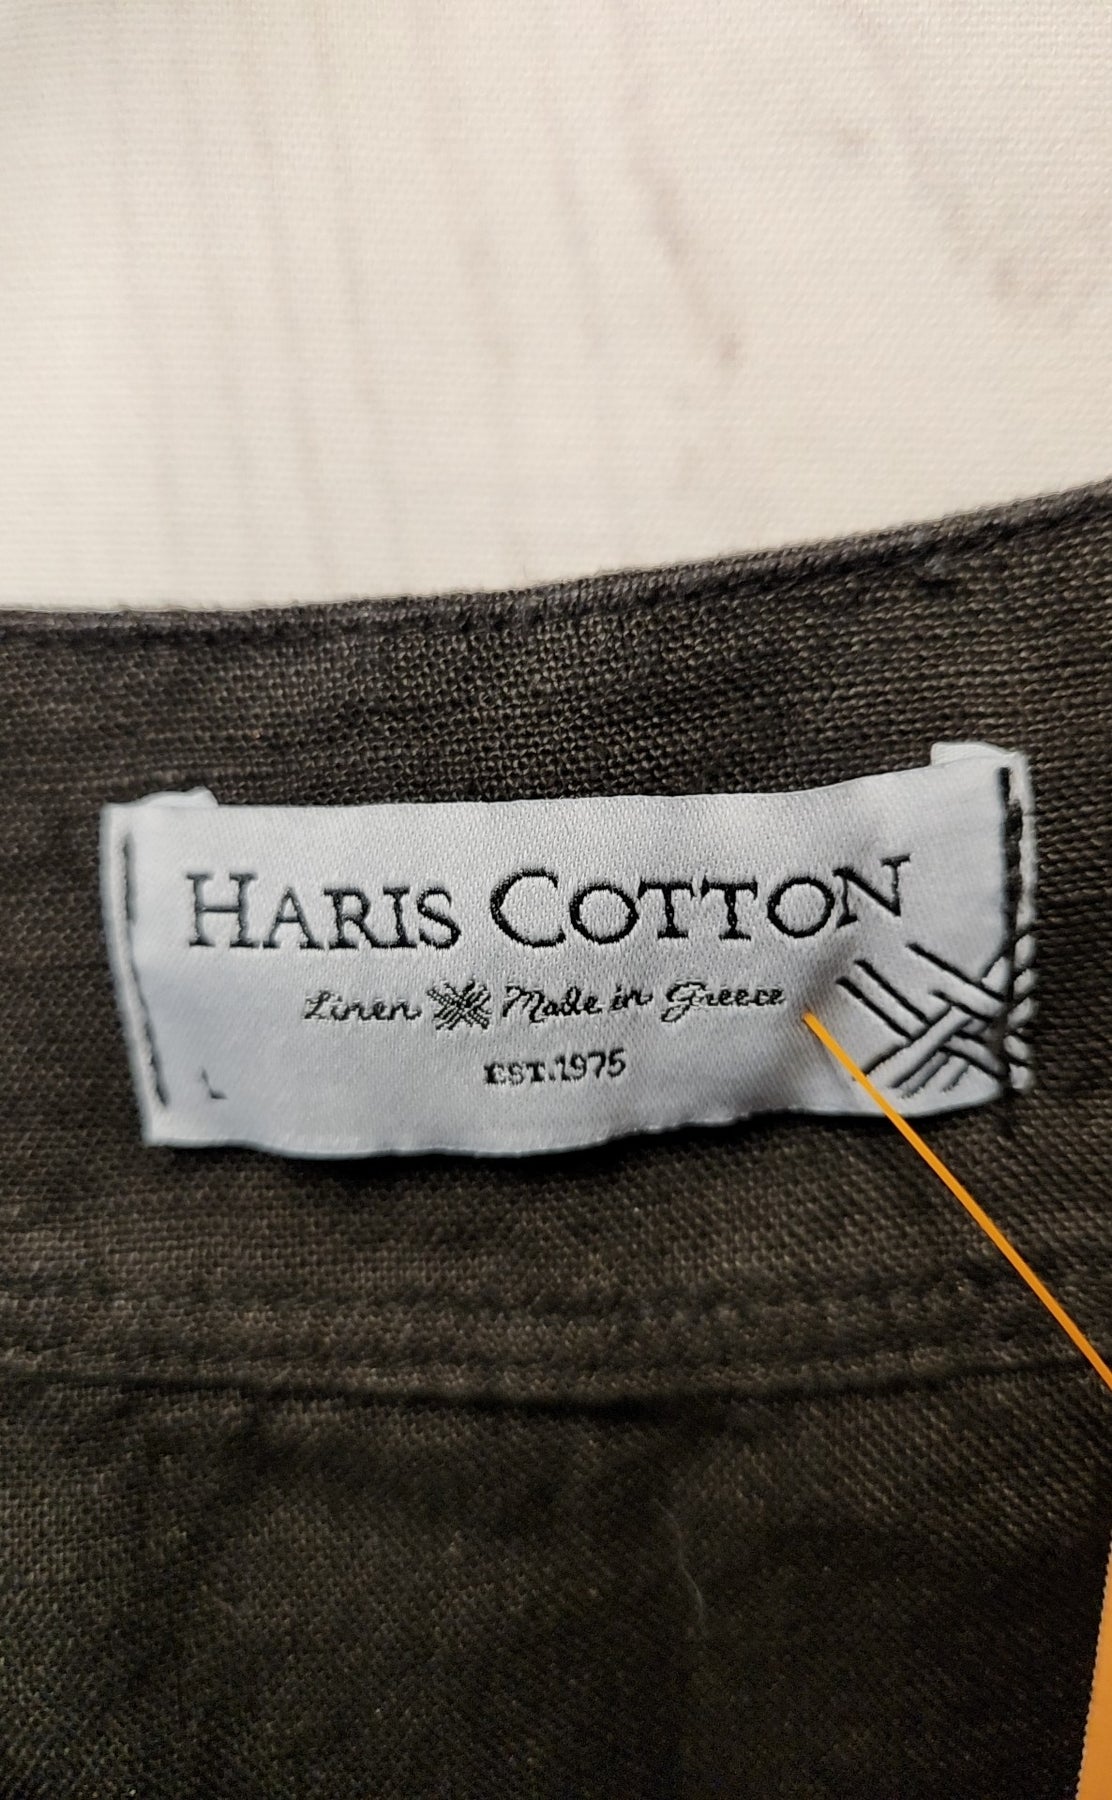 HARIS COTTON
Linen Made in Greece
EST.1975